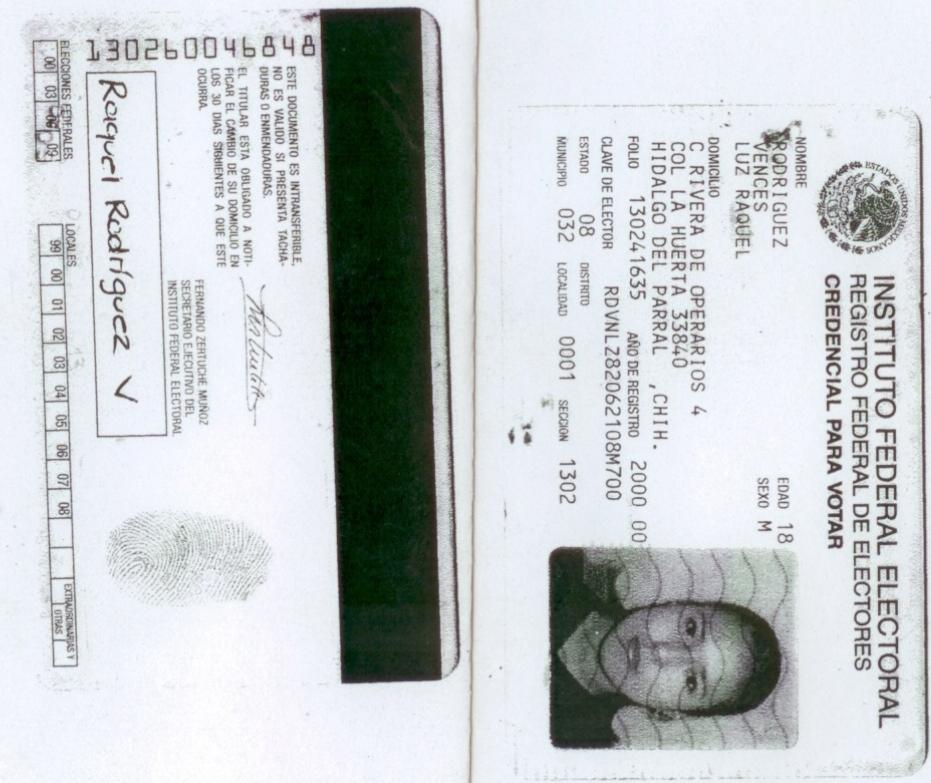 ESTADOS UNIDOS MEXICANOS
INSTITUTO FEDERAL ELECTORAL
REGISTRO FEDERAL DE ELECTORES
CREDENCIAL PARA VOTAR
NOMBRE
RODRIGUEZ
VENCES
LUZ RAQUEL
EDAD 18
SEXO M
DOMICILIO
C RIVERA DE OPERARIOS 4
COL LA HUERTA 33840
HIDALGO DEL PARRAL ,CHIH.
FOLIO 130241635 AÑO DE REGISTRO 2000 00
CLAVE DE ELECTOR RDVNLZ82062108M700
ESTADO 08 DISTRITO
MUNICIPIO 032 LOCALIDAD 0001 SECCION 1302
130260046848
ESTE DOCUMENTO ES INTRANSFERIBLE,
NO ES VALIDO SI PRESENTA TACHA-
DURAS O ENMENDADURAS.
EL TITULAR ESTA OBLIGADO A NOTI-
FICAR EL CAMBIO DE SU DOMICILIO EN
LOS 30 DIAS SIGUIENTES A QUE ESTE
OCURRA.
FERNANDO ZERTUCHE MUÑOZ
SECRETARIO EJECUTIVO DEL
INSTITUTO FEDERAL ELECTORAL
Raquel Rodríguez V
ELECCIONES FEDERALES LOCALES EXTRAORDINARIAS Y OTRAS
00 03 09 99 00 01 02 03 04 05 06 07 08